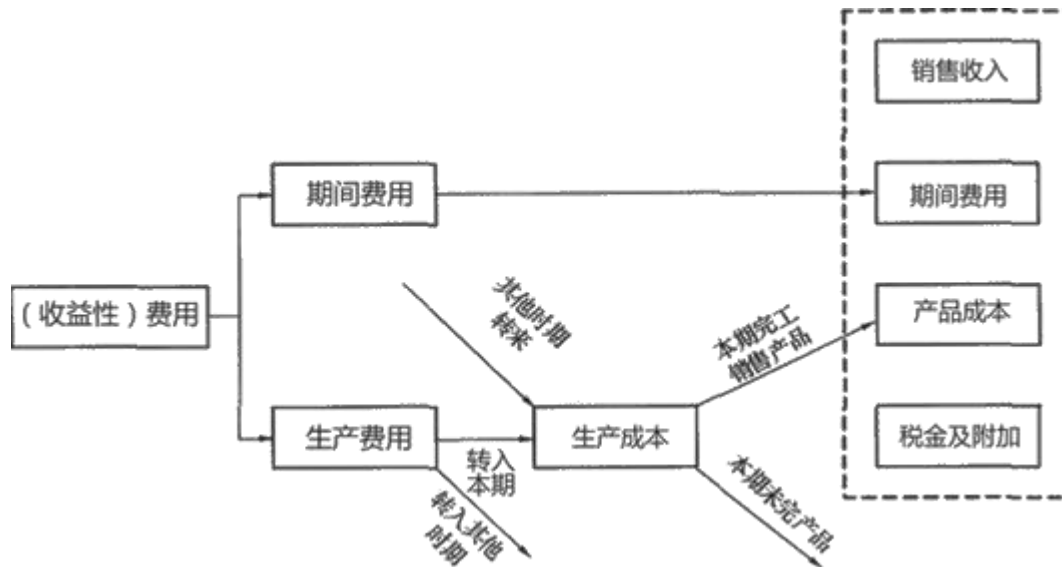 销售收入
期间费用
期间费用
(收益性)费用
其他时期
转来
本期完工
销售产品
产品成本
生产费用
转入
本期
生产成本
税金及附加
转入其他
时期
本期未完产品